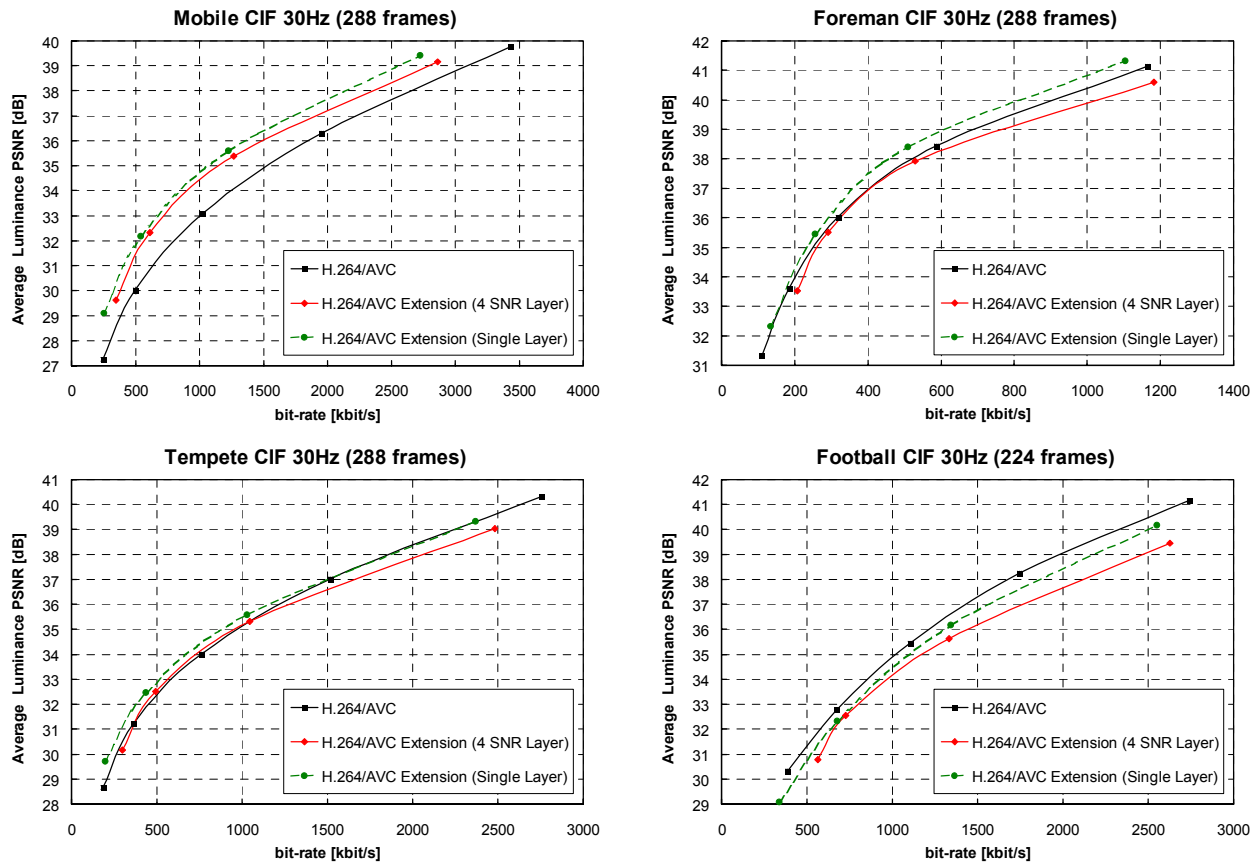 Mobile CIF 30Hz (288 frames)
Average Luminance PSNR [dB]
40
39
38
37
36
35
34
33
32
31
30
29
28
27
H.264/AVC
H.264/AVC Extension (4 SNR Layer)
H.264/AVC Extension (Single Layer)
0 500 1000 1500 2000 2500 3000 3500 4000
bit-rate [kbit/s]
Foreman CIF 30Hz (288 frames)
Average Luminance PSNR [dB]
42
41
40
39
38
37
36
35
34
33
32
31
H.264/AVC
H.264/AVC Extension (4 SNR Layer)
H.264/AVC Extension (Single Layer)
0 200 400 600 800 1000 1200 1400
bit-rate [kbit/s]
Tempete CIF 30Hz (288 frames)
Average Luminance PSNR [dB]
41
40
39
38
37
36
35
34
33
32
31
30
29
28
H.264/AVC
H.264/AVC Extension (4 SNR Layer)
H.264/AVC Extension (Single Layer)
0 500 1000 1500 2000 2500 3000
bit-rate [kbit/s]
Football CIF 30Hz (224 frames)
Average Luminance PSNR [dB]
42
41
40
39
38
37
36
35
34
33
32
31
30
29
H.264/AVC
H.264/AVC Extension (4 SNR Layer)
H.264/AVC Extension (Single Layer)
0 500 1000 1500 2000 2500 3000
bit-rate [kbit/s]